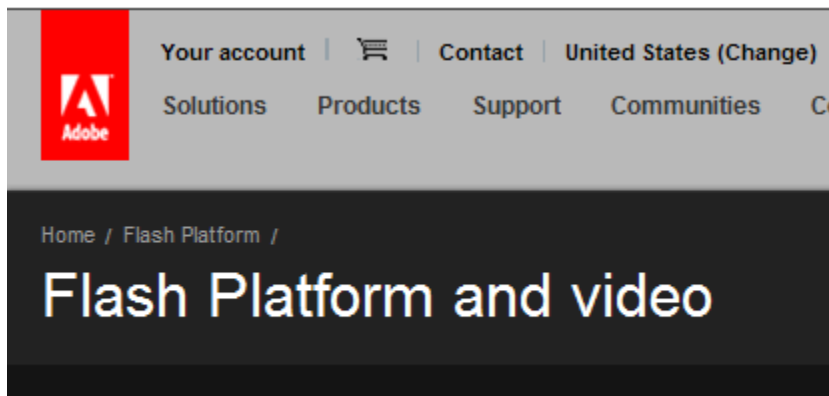 Your account | Contact | United States (Change)
Adobe
Solutions Products Support Communities
Home / Flash Platform /
Flash Platform and video